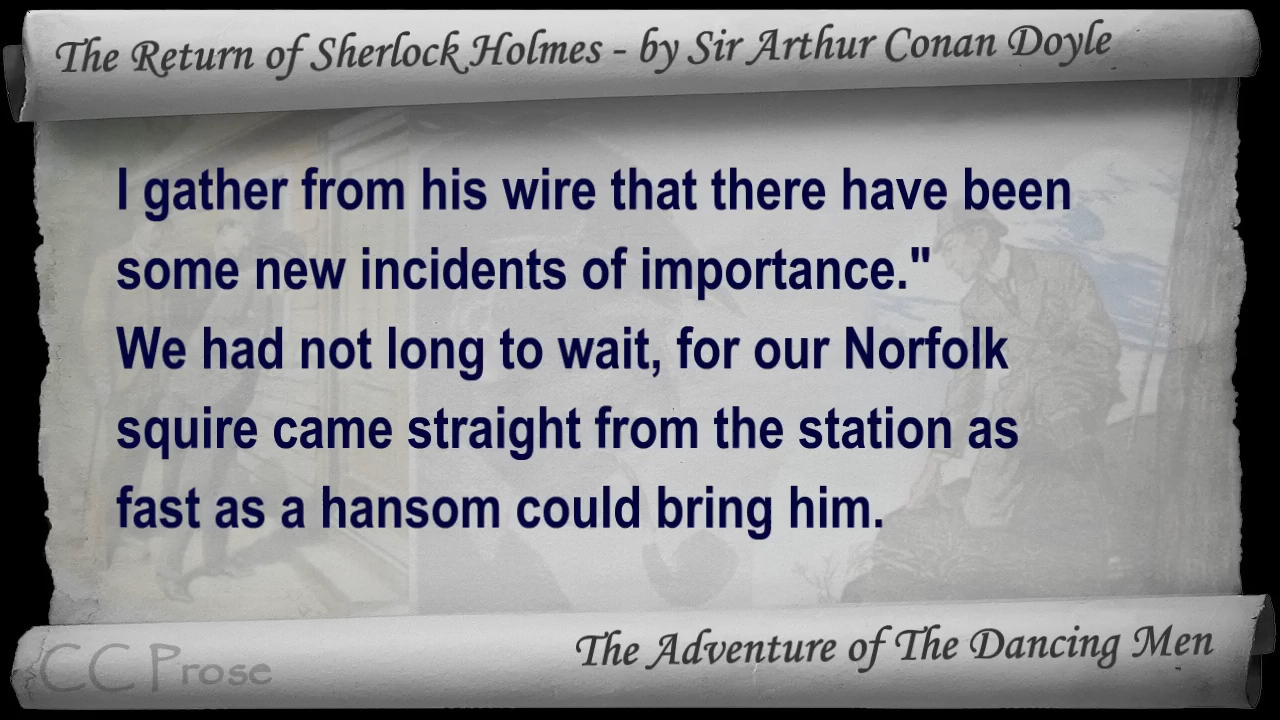 The Return of Sherlock Holmes - by Sir Arthur Conan Doyle
I gather from his wire that there have been
some new incidents of importance."
We had not long to wait, for our Norfolk
squire came straight from the station as
fast as a hansom could bring him.
CC Prose
The Adventure of The Dancing Men